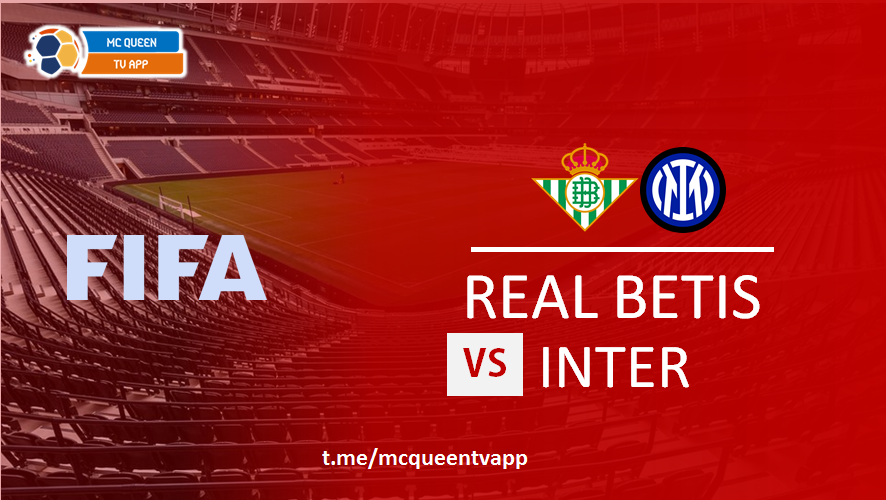 MC QUEEN
TV APP
FIFA
REAL BETIS
VS INTER
t.me/mcqueentvapp